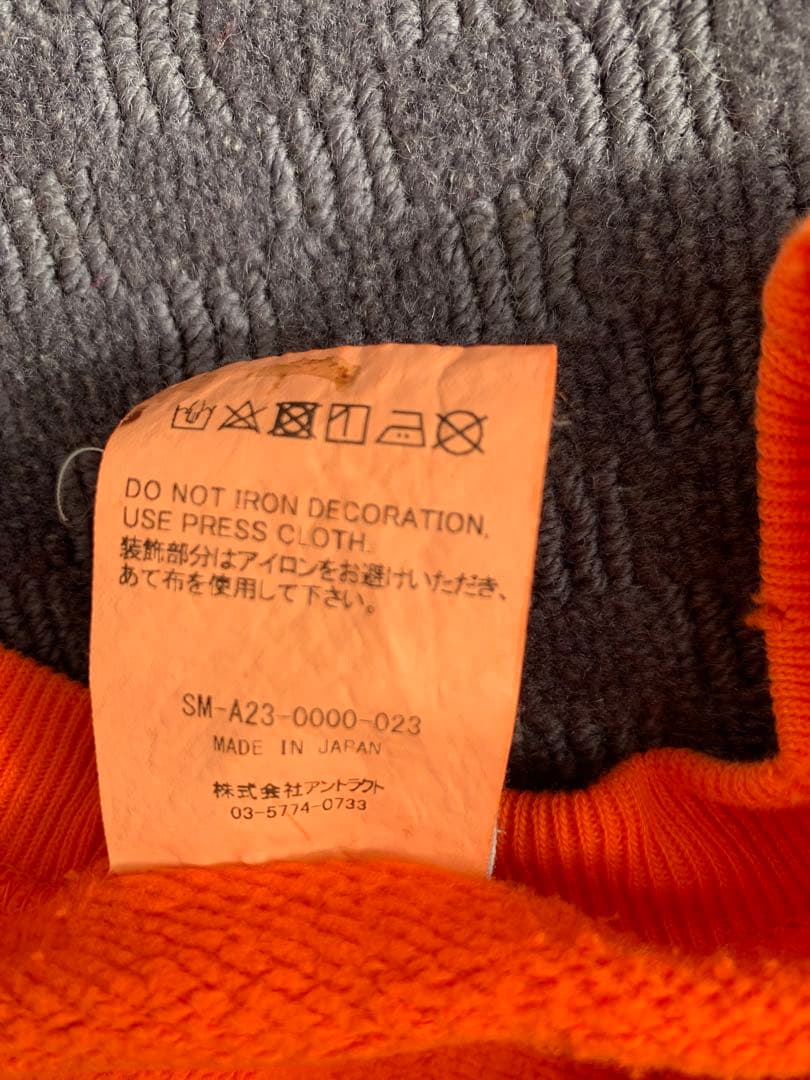 DO NOT IRON DECORATION.
USE PRESS CLOTH.
装飾部分はアイロンをお避けいただき、
あて布を使用して下さい。
SM-A23-0000-023
MADE IN JAPAN
株式会社アントラクト
03-5774-0733